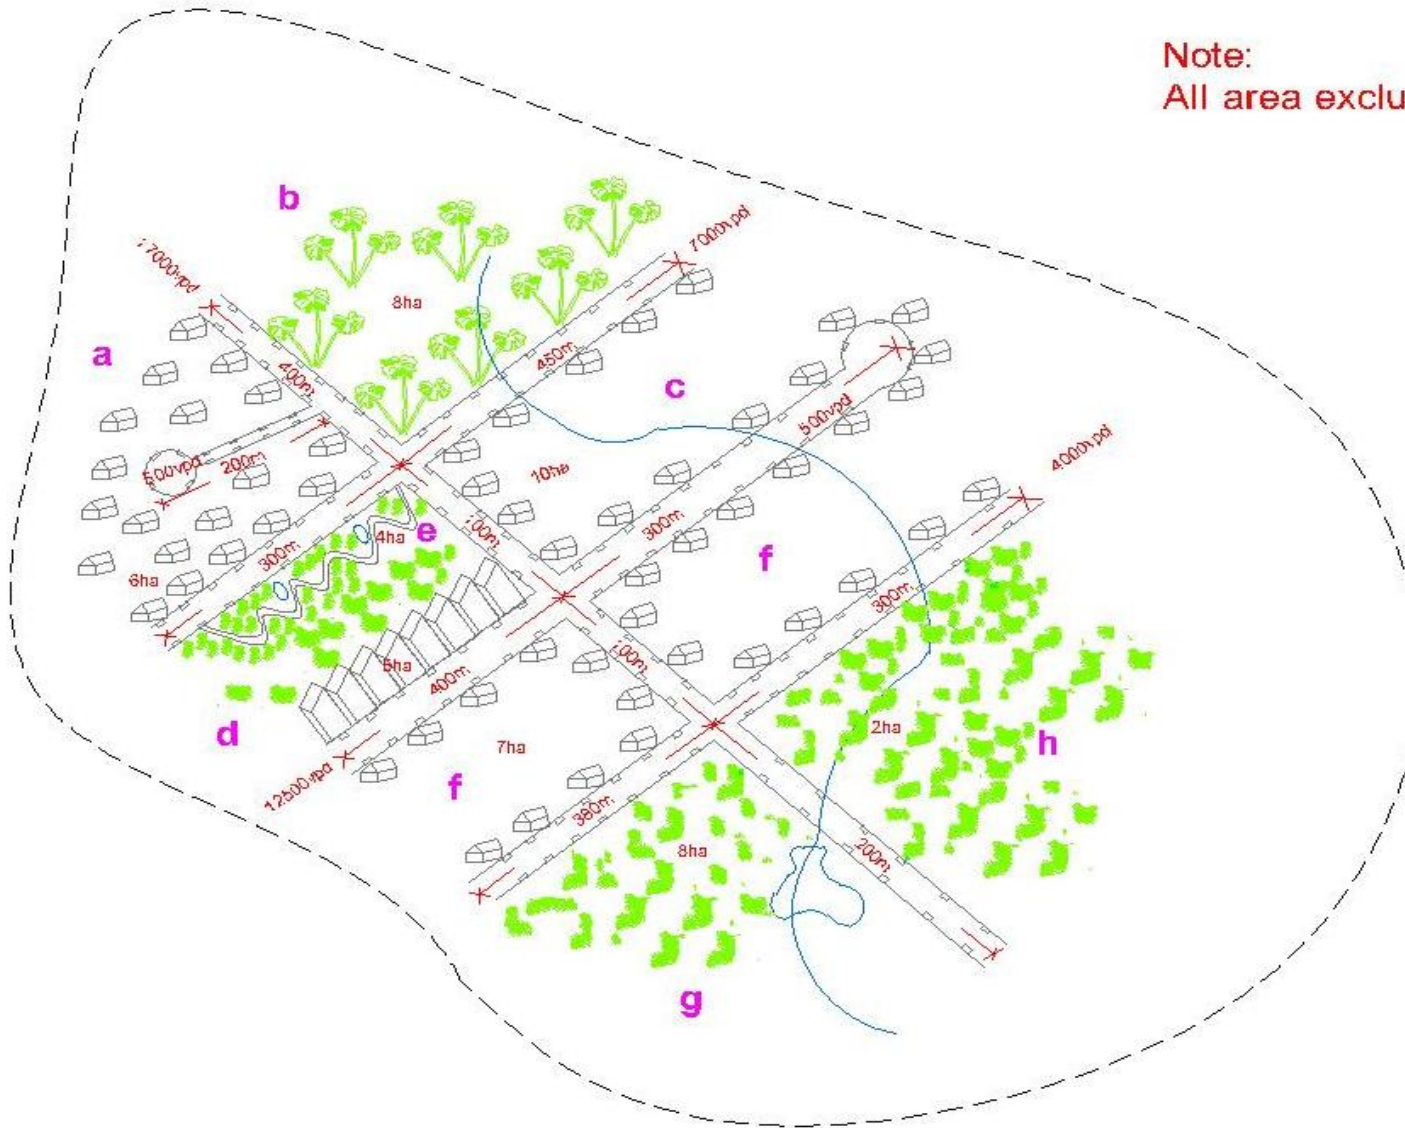 Note:
All area exclu
b
17000vpd
7000vpd
8ha
a
400m
450m
c
500vpd
500vpd
200m
10ha
4000vpd
e
4ha
100m
300m
300m
f
6ha
300m
100m
5ha
400m
d
2ha
h
7ha
12500vpd
f
380m
8ha
200m
g